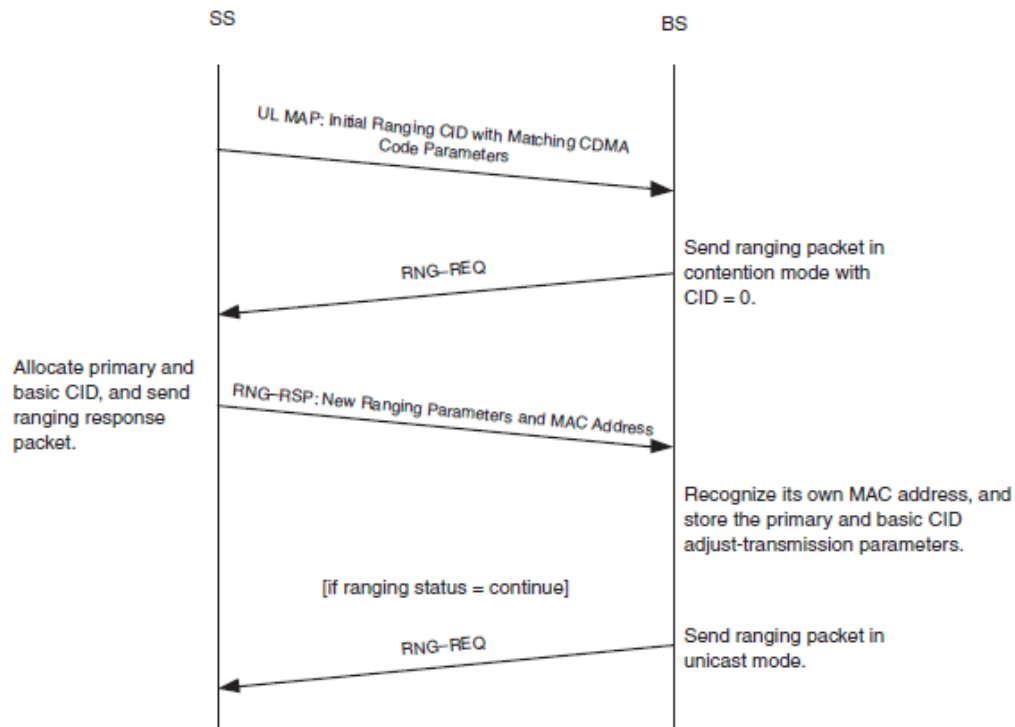 SS
BS
UL MAP: Initial Ranging CID with Matching CDMA
Code Parameters
Send ranging packet in
contention mode with
CID = 0.
RNG–REQ
Allocate primary and
basic CID, and send
ranging response
packet.
RNG–RSP: New Ranging Parameters and MAC Address
Recognize its own MAC address, and
store the primary and basic CID
adjust-transmission parameters.
[if ranging status = continue]
Send ranging packet in
unicast mode.
RNG–REQ